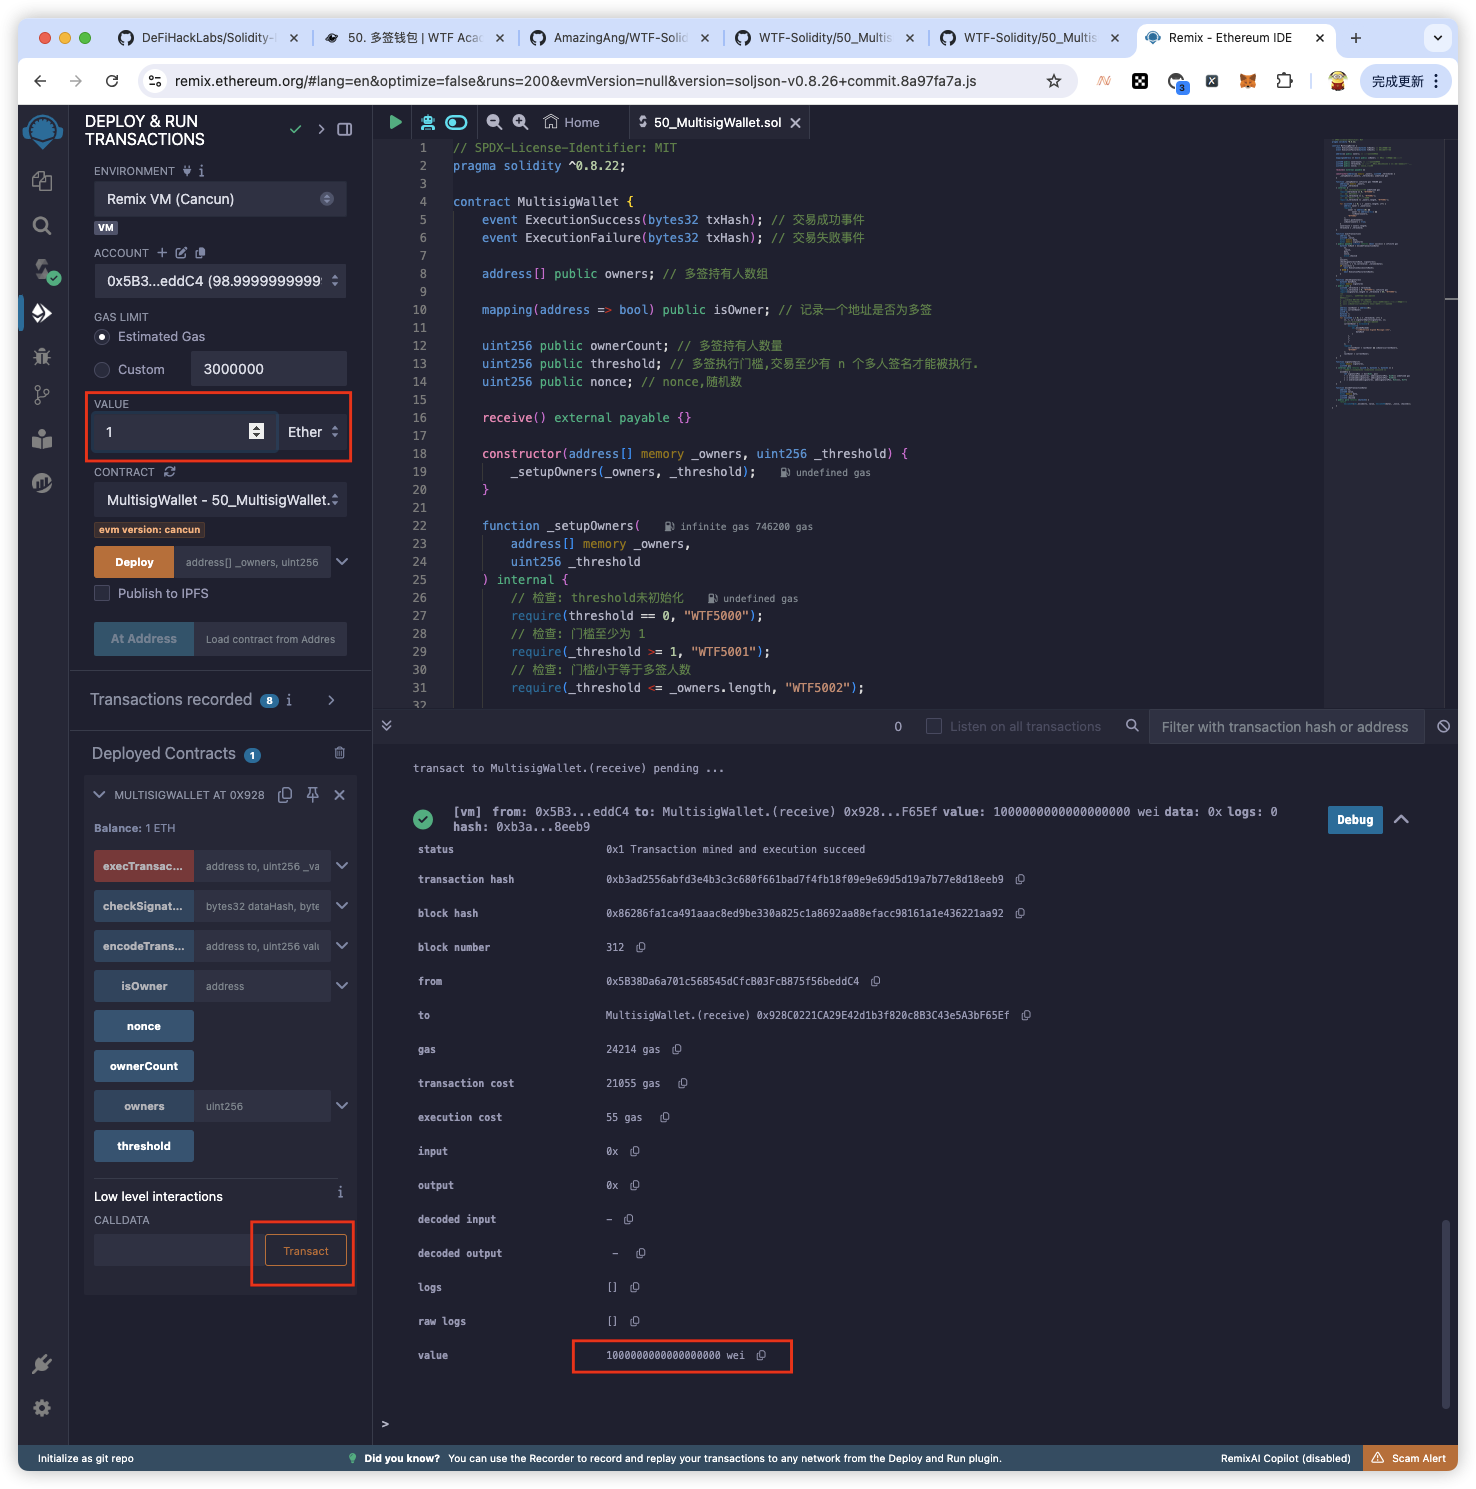 DeFiHackLabs/Solidity-
50. 多签钱包 | WTF Aca
AmazingAng/WTF-Solid
WTF-Solidity/50_Multis
WTF-Solidity/50_Multis
Remix - Ethereum IDE
remix.ethereum.org/#lang=en&optimize=false&runs=200&evmVersion=null&version=soljson-v0.8.26+commit.8a97fa7a.js
3
完成更新
DEPLOY & RUN
TRANSACTIONS
ENVIRONMENT
Remix VM (Cancun)
VM
ACCOUNT
0x5B3...eddC4 (98.9999999999
GAS LIMIT
Estimated Gas
Custom
3000000
VALUE
1
Ether
CONTRACT
MultisigWallet - 50_MultisigWallet.
evm version: cancun
Deploy
address[] _owners, uint256
Publish to IPFS
At Address
Load contract from Addres
Transactions recorded 8 i
Deployed Contracts 1
MULTISIGWALLET AT 0X928
Balance: 1 ETH
execTransac...
address to, uint256 _va
checkSignat...
bytes32 dataHash, byte
encodeTrans...
address to, uint256 valu
isOwner
address
nonce
ownerCount
owners
uint256
threshold
Low level interactions
i
CALLDATA
Transact
Home
50_MultisigWallet.sol
1 // SPDX-License-Identifier: MIT
2 pragma solidity ^0.8.22;
3
4 contract MultisigWallet {
5 event ExecutionSuccess(bytes32 txHash); // 交易成功事件
6 event ExecutionFailure(bytes32 txHash); // 交易失败事件
7
8 address[] public owners; // 多签持有人数组
9
10 mapping(address => bool) public isOwner; // 记录一个地址是否为多签
11
12 uint256 public ownerCount; // 多签持有人数量
13 uint256 public threshold; // 多签执行门槛,交易至少有 n 个多人签名才能被执行.
14 uint256 public nonce; // nonce,随机数
15
16 receive() external payable {}
17
18 constructor(address[] memory _owners, uint256 _threshold) {
19 _setupOwners(_owners, _threshold); undefined gas
20 }
21
22 function _setupOwners( infinite gas 746200 gas
23 address[] memory _owners,
24 uint256 _threshold
25 ) internal {
26 // 检查: threshold未初始化 undefined gas
27 require(threshold == 0, "WTF5000");
28 // 检查: 门槛至少为 1
29 require(_threshold >= 1, "WTF5001");
30 // 检查: 门槛小于等于多签人数
31 require(_threshold <= _owners.length, "WTF5002");
32
0
Listen on all transactions
Filter with transaction hash or address
transact to MultisigWallet.(receive) pending ...
[vm] from: 0x5B3...eddC4 to: MultisigWallet.(receive) 0x928...F65Ef value: 1000000000000000000 wei data: 0x logs: 0
hash: 0xb3a...8eeb9
Debug
status 0x1 Transaction mined and execution succeed
transaction hash 0xb3ad2556abfd3e4b3c3c680f661bad7f4fb18f09e9e69d5d19a7b77e8d18eeb9
block hash 0x86286fa1ca491aaac8ed9be330a825c1a8692aa88efacc98161a1e436221aa92
block number 312
from 0x5B38Da6a701c568545dCfcB03FcB875f56beddC4
to MultisigWallet.(receive) 0x928C0221CA29E42d1b3f820c8B3C43e5A3bF65Ef
gas 24214 gas
transaction cost 21055 gas
execution cost 55 gas
input 0x
output 0x
decoded input –
decoded output –
logs []
raw logs []
value 1000000000000000000 wei
>
Initialize as git repo
Did you know? You can use the Recorder to record and replay your transactions to any network from the Deploy and Run plugin.
RemixAI Copilot (disabled)
Scam Alert